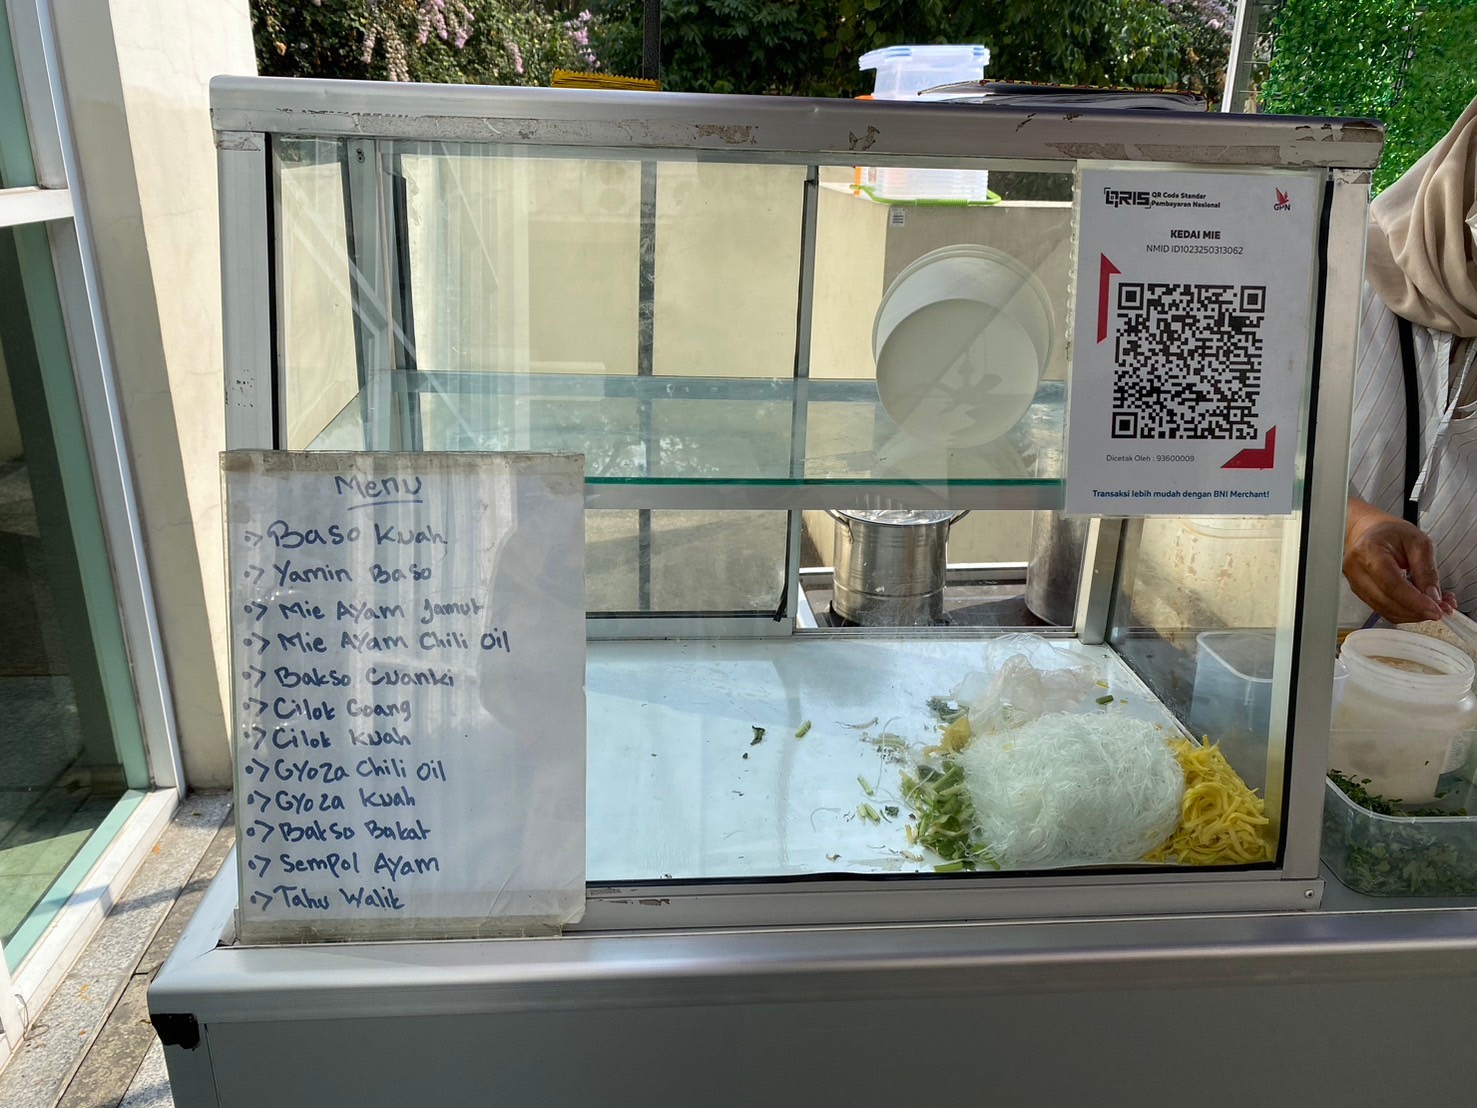 Menu
Baso Kuah
Yamin Baso
Mie Ayam Jamur
Mie Ayam Chili Oil
Bakso Cuanki
Cilok Goang
Cilok Kuah
Gyoza Chili Oil
Gyoza Kuah
Bakso Bakar
Sempol Ayam
Tahu Walik
QRIS
QR Code Standar
Pembayaran Nasional
GPN
KEDAI MIE
NMID ID1023250313062
Dicetak Oleh : 93600009
Transaksi lebih mudah dengan BNI Merchant!